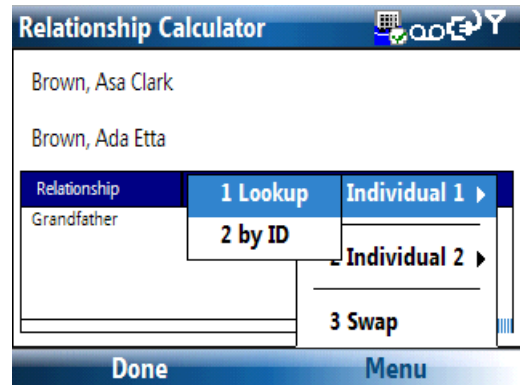 Relationship Calculator
Brown, Asa Clark
Brown, Ada Etta
Relationship
Grandfather
1 Lookup
2 by ID
Individual 1
Individual 2
3 Swap
Done
Menu